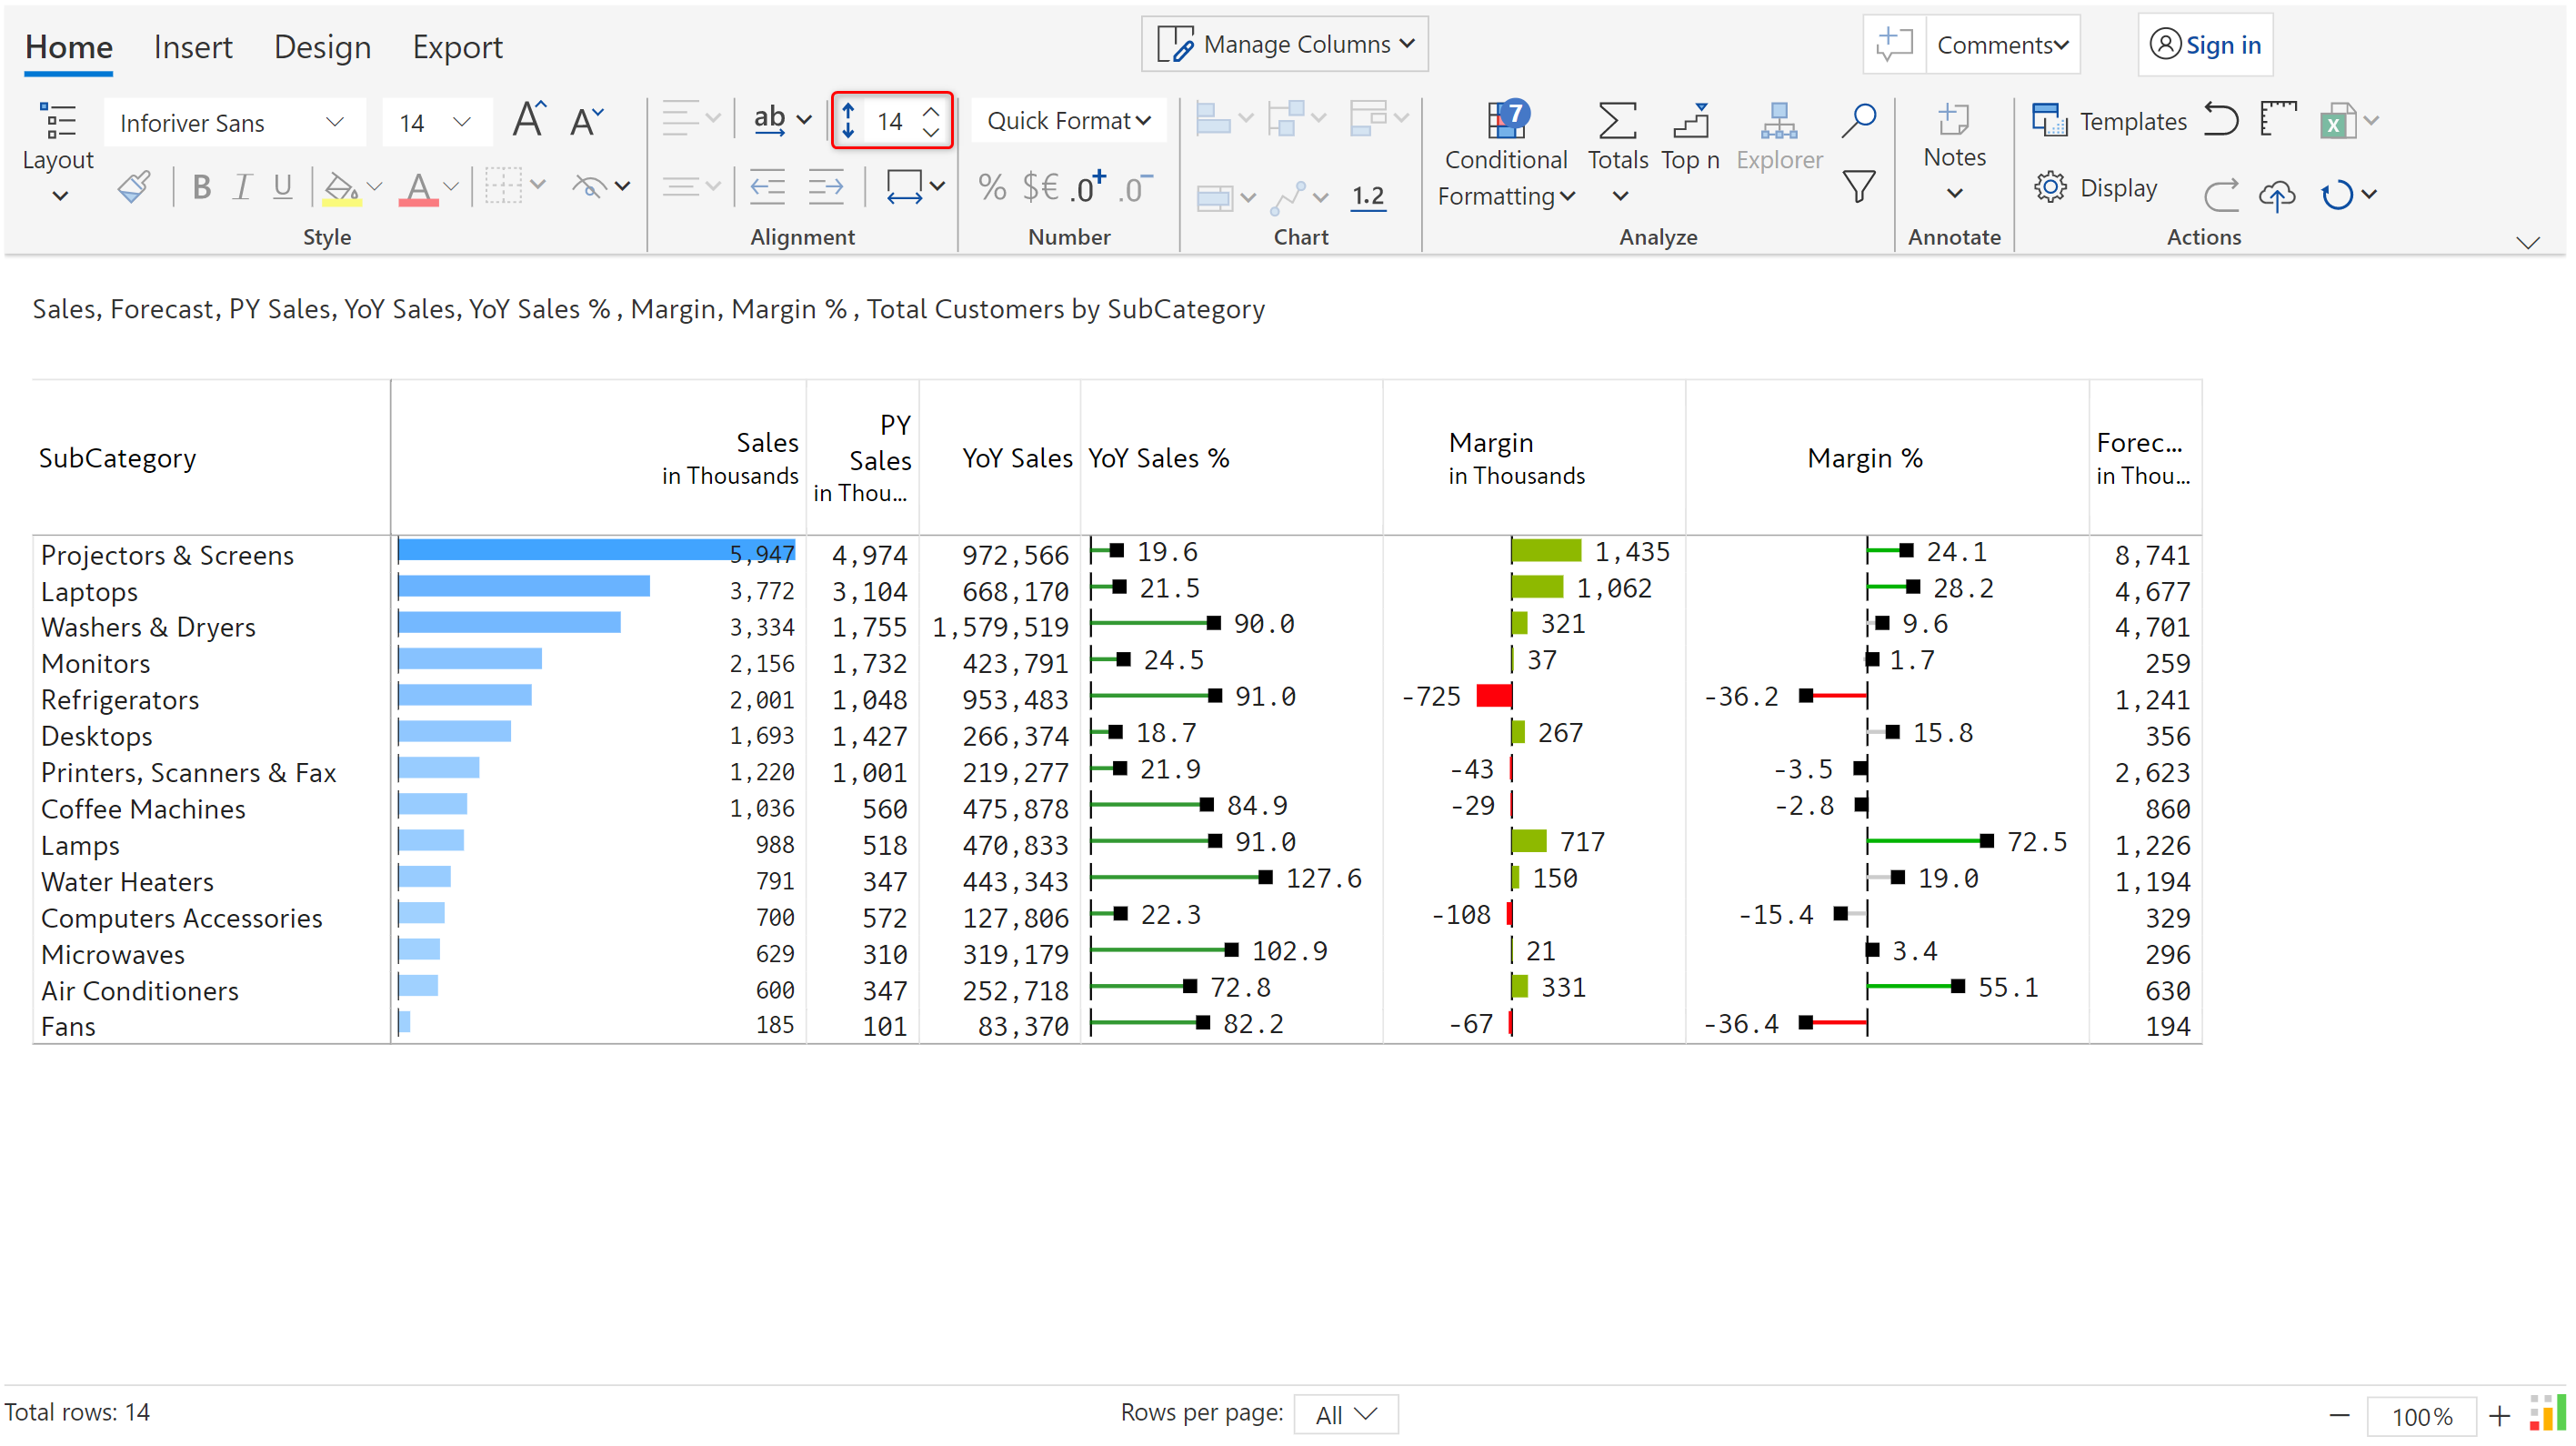 Home Insert Design Export Manage Columns Comments Sign in
Inforiver Sans 14 A A ab 14 Quick Format 7 Templates
Layout Conditional Totals Top n Explorer Notes
B I U A % $€ .0+ .0- 1.2 Formatting Display
Style Alignment Number Chart Analyze Annotate Actions
Sales, Forecast, PY Sales, YoY Sales, YoY Sales % , Margin, Margin % , Total Customers by SubCategory
SubCategory Sales in Thousands PY Sales in Thou... YoY Sales YoY Sales % Margin in Thousands Margin % Forec... in Thou...
Projectors & Screens 5,947 4,974 972,566 19.6 1,435 24.1 8,741
Laptops 3,772 3,104 668,170 21.5 1,062 28.2 4,677
Washers & Dryers 3,334 1,755 1,579,519 90.0 321 9.6 4,701
Monitors 2,156 1,732 423,791 24.5 37 1.7 259
Refrigerators 2,001 1,048 953,483 91.0 -725 -36.2 1,241
Desktops 1,693 1,427 266,374 18.7 267 15.8 356
Printers, Scanners & Fax 1,220 1,001 219,277 21.9 -43 -3.5 2,623
Coffee Machines 1,036 560 475,878 84.9 -29 -2.8 860
Lamps 988 518 470,833 91.0 717 72.5 1,226
Water Heaters 791 347 443,343 127.6 150 19.0 1,194
Computers Accessories 700 572 127,806 22.3 -108 -15.4 329
Microwaves 629 310 319,179 102.9 21 3.4 296
Air Conditioners 600 347 252,718 72.8 331 55.1 630
Fans 185 101 83,370 82.2 -67 -36.4 194
Total rows: 14 Rows per page: All 100%